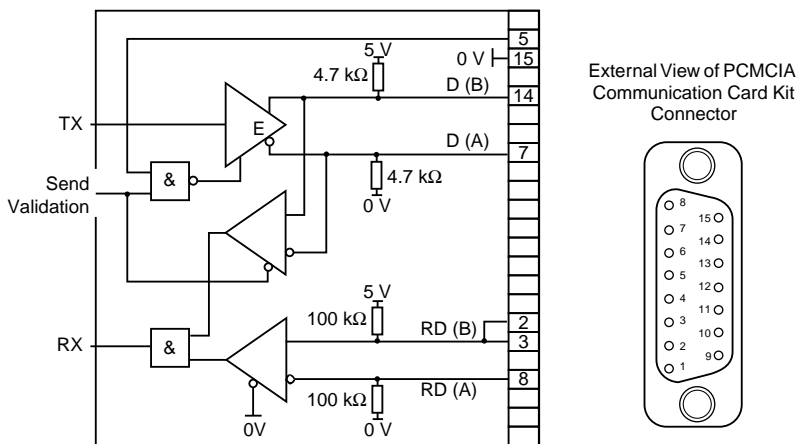 5 V
4.7 kΩ
0 V
5
15
D (B)
14
TX
E
D (A)
7
&
4.7 kΩ
0 V
Send
Validation
5 V
100 kΩ
RD (B)
2
3
RX
&
RD (A)
8
100 kΩ
0V
0 V
External View of PCMCIA
Communication Card Kit
Connector
8
15
7
14
6
13
5
12
4
11
3
10
2
9
1